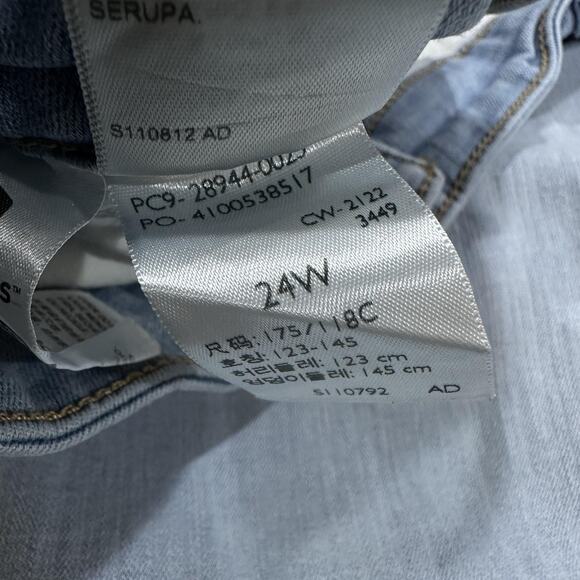 SERUPA.
S110812 AD
PC9- 28944-0025
PO- 4100538517
CW-2122
3449
24W
尺码: 175/118C
호칭: 123-145
허리둘레: 123 cm
엉덩이둘레: 145 cm
S110792 AD
S™